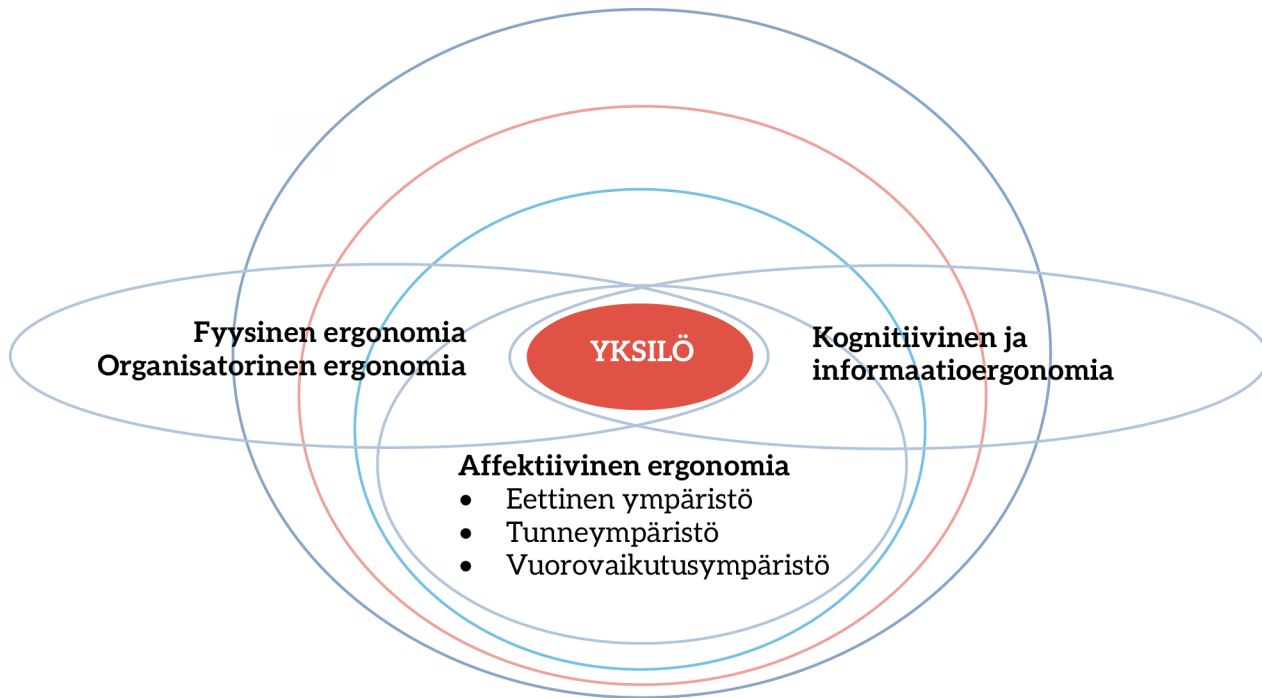 Fyysinen ergonomia
Organisatorinen ergonomia
YKSILÖ
Kognitiivinen ja
informaatioergonomia
Affektiivinen ergonomia
• Eettinen ympäristö
• Tunneympäristö
• Vuorovaikutusympäristö